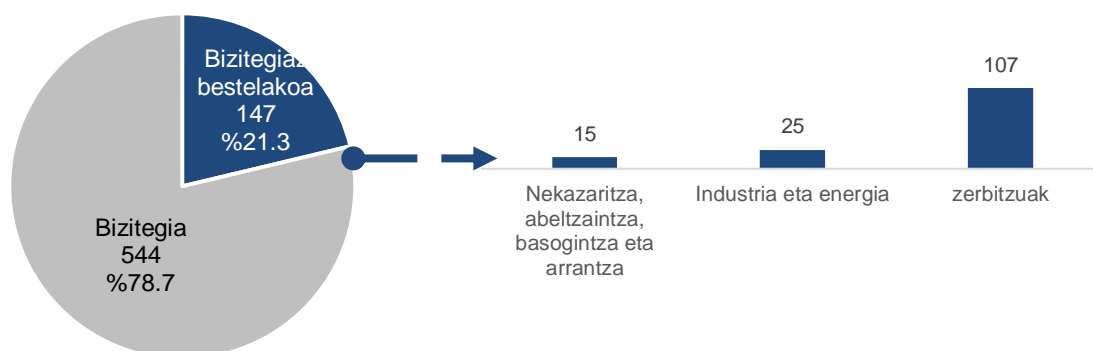 Bizitegiaz
bestelakoa
147
%21.3
Bizitegia
544
%78.7
15
25
107
Nekazaritza,
abeltzaintza,
basogintza eta
arrantza
Industria eta energia
zerbitzuak